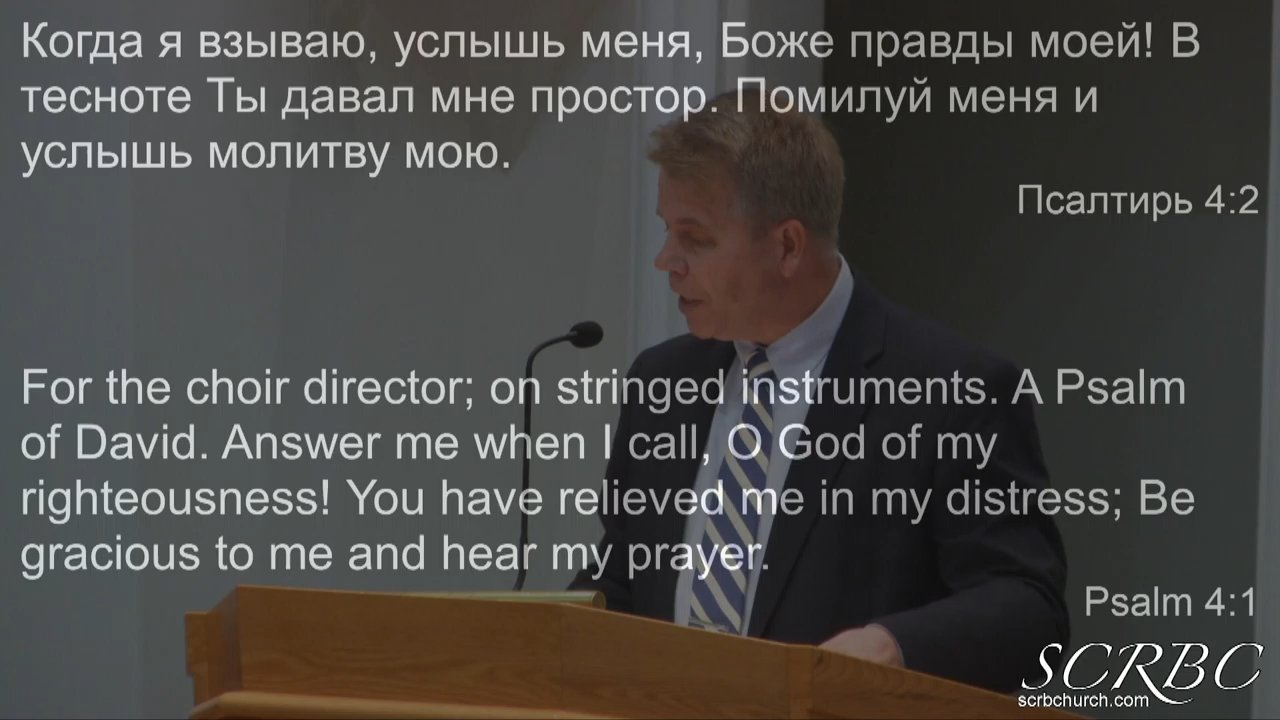 Когда я взываю, услышь меня, Боже правды моей! В
тесноте Ты давал мне простор. Помилуй меня и
услышь молитву мою.
Псалтирь 4:2
For the choir director; on stringed instruments. A Psalm
of David. Answer me when I call, O God of my
righteousness! You have relieved me in my distress; Be
gracious to me and hear my prayer.
Psalm 4:1
SCRBC
scrbchurch.com